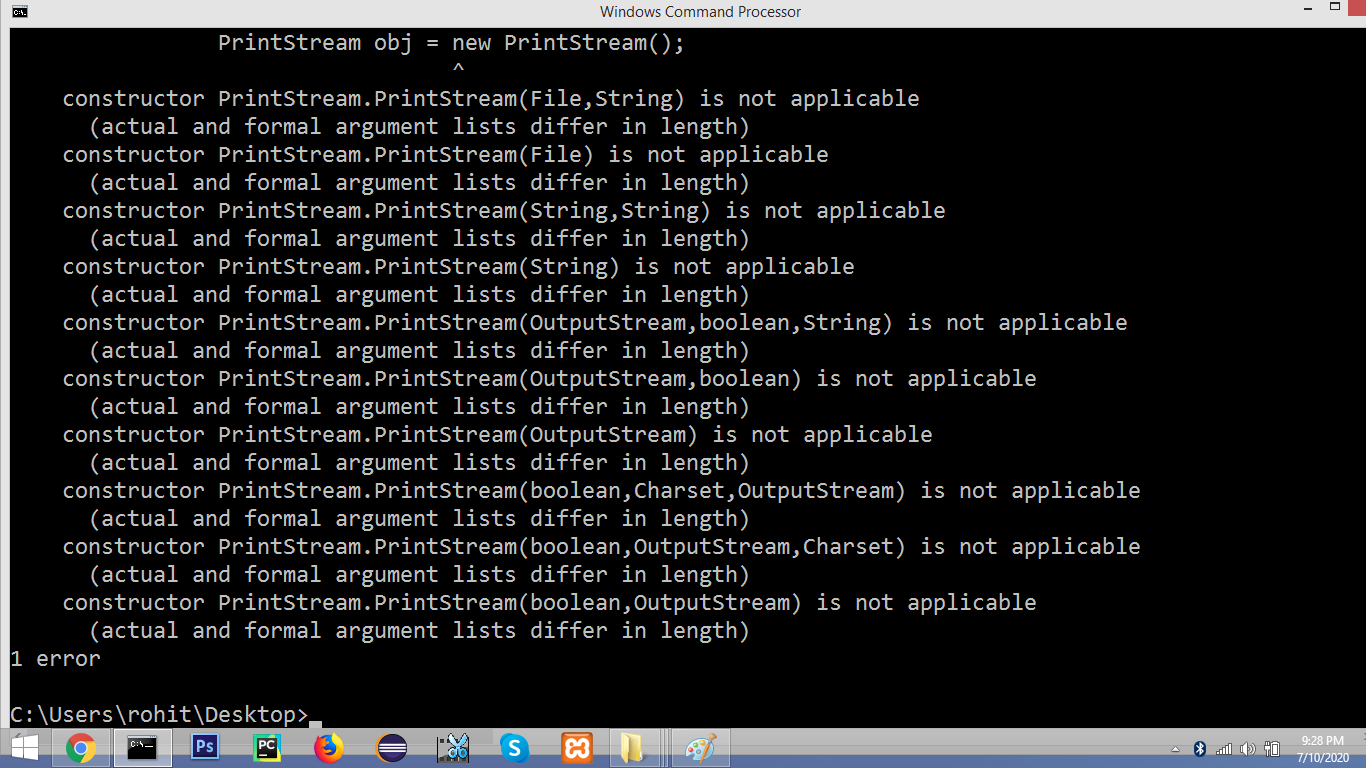 Windows Command Processor
PrintStream obj = new PrintStream();
^
constructor PrintStream.PrintStream(File,String) is not applicable
(actual and formal argument lists differ in length)
constructor PrintStream.PrintStream(File) is not applicable
(actual and formal argument lists differ in length)
constructor PrintStream.PrintStream(String,String) is not applicable
(actual and formal argument lists differ in length)
constructor PrintStream.PrintStream(String) is not applicable
(actual and formal argument lists differ in length)
constructor PrintStream.PrintStream(OutputStream,boolean,String) is not applicable
(actual and formal argument lists differ in length)
constructor PrintStream.PrintStream(OutputStream,boolean) is not applicable
(actual and formal argument lists differ in length)
constructor PrintStream.PrintStream(OutputStream) is not applicable
(actual and formal argument lists differ in length)
constructor PrintStream.PrintStream(boolean,Charset,OutputStream) is not applicable
(actual and formal argument lists differ in length)
constructor PrintStream.PrintStream(boolean,OutputStream,Charset) is not applicable
(actual and formal argument lists differ in length)
constructor PrintStream.PrintStream(boolean,OutputStream) is not applicable
(actual and formal argument lists differ in length)
1 error
C:\Users\rohit\Desktop>
Ps
PC
S
9:28 PM
7/10/2020